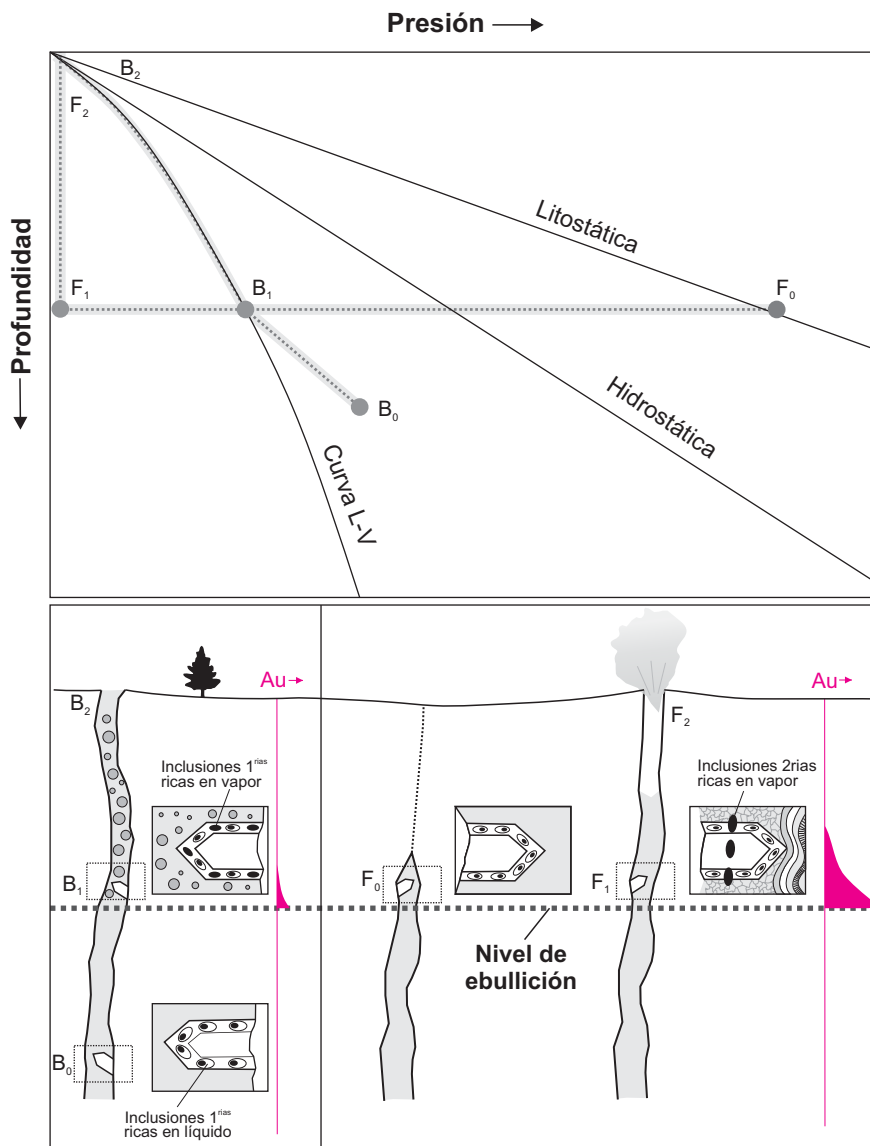 Presión →
B₂
F₂
Litostática
Profundidad →
F₁
B₁
F₀
B₀
Hidrostática
Curva L-V
Au→
Au→
B₂
F₂
Inclusiones 1rias
ricas en vapor
Inclusiones 2rias
ricas en vapor
B₁
F₀
F₁
Nivel de
ebullición
B₀
Inclusiones 1rias
ricas en líquido